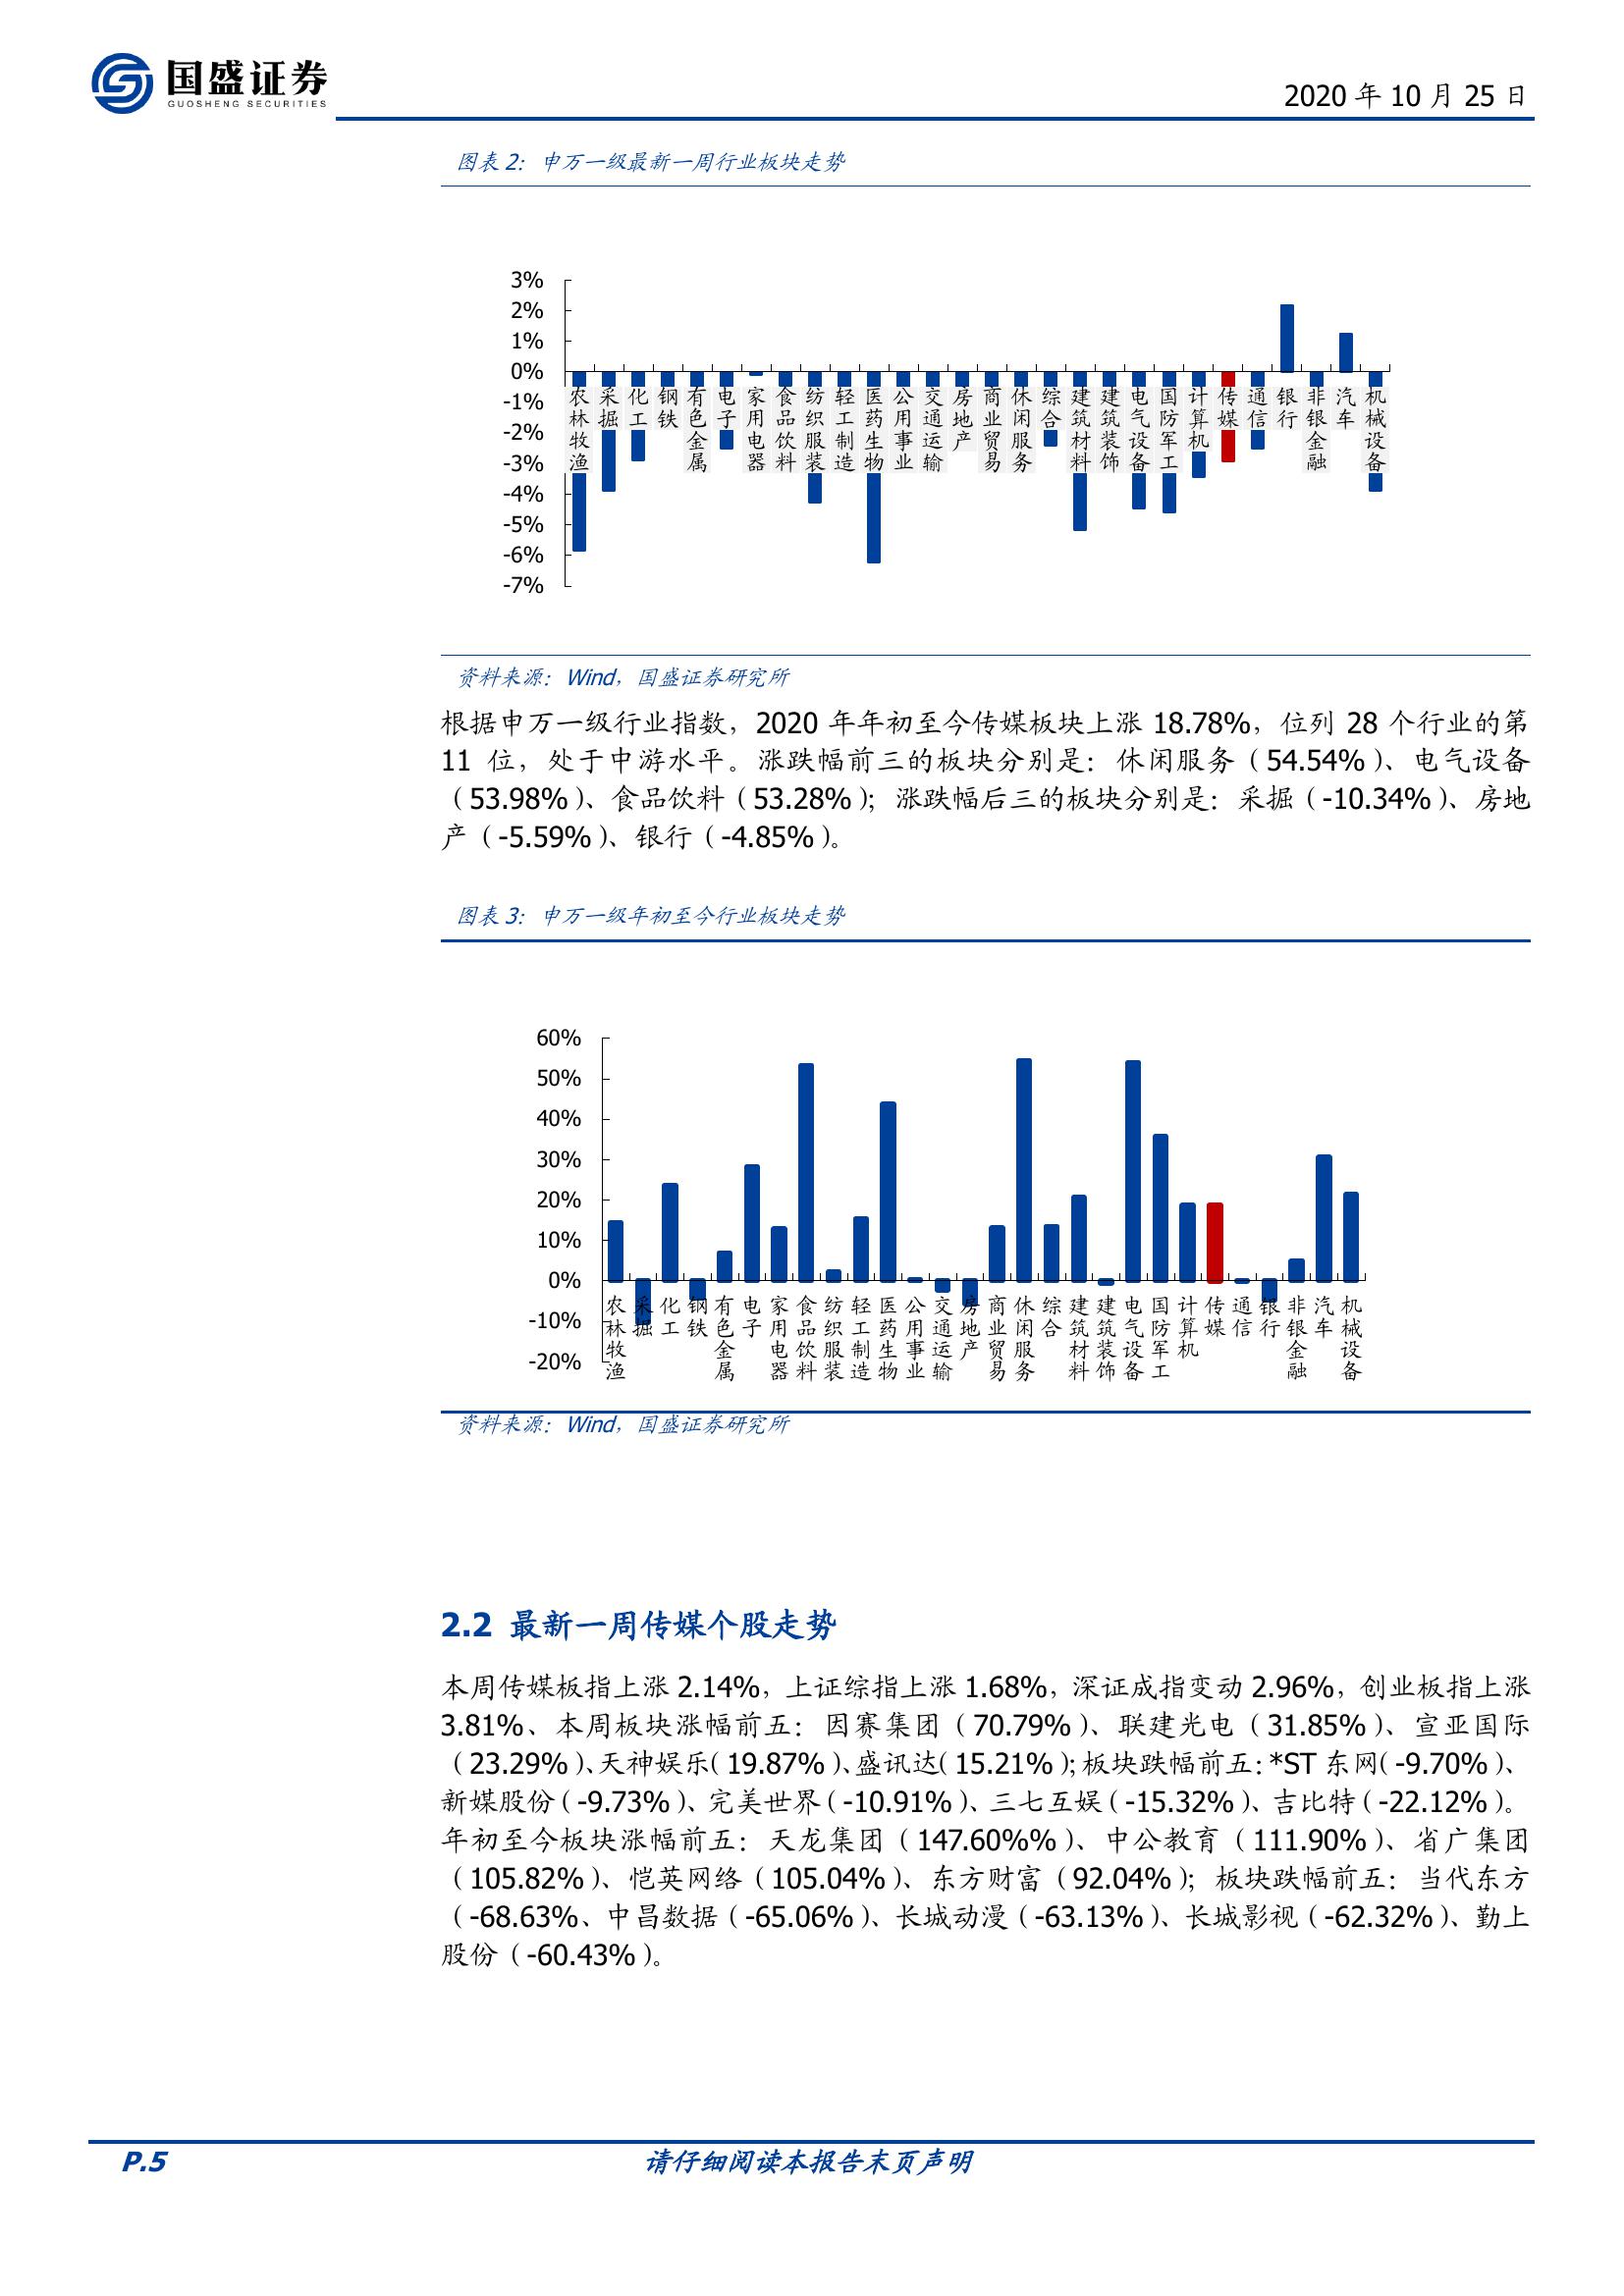 国盛证券
GUOSHENG SECURITIES
2020 年 10 月 25 日
图表 2： 申万一级最新一周行业板块走势
3%
2%
1%
0%
-1%
-2%
-3%
-4%
-5%
-6%
-7%
农林牧渔
采掘
化工
钢铁
有色金属
电子
家用电器
食品饮料
纺织服装
轻工制造
医药生物
公用事业
交通运输
房地产
商业贸易
休闲服务
综合
建筑材料
建筑装饰
电气设备
国防军工
计算机
传媒
通信
银行
非银金融
汽车
机械设备
资料来源：Wind，国盛证券研究所
根据申万一级行业指数，2020 年年初至今传媒板块上涨 18.78%，位列 28 个行业的第
11 位，处于中游水平。涨跌幅前三的板块分别是：休闲服务（54.54%）、电气设备
（53.98%）、食品饮料（53.28%）；涨跌幅后三的板块分别是：采掘（-10.34%）、房地
产（-5.59%）、银行（-4.85%）。
图表 3： 申万一级年初至今行业板块走势
60%
50%
40%
30%
20%
10%
0%
-10%
-20%
农林牧渔
采掘
化工
钢铁
有色金属
电子
家用电器
食品饮料
纺织服装
轻工制造
医药生物
公用事业
交通运输
房地产
商业贸易
休闲服务
综合
建筑材料
建筑装饰
电气设备
国防军工
计算机
传媒
通信
银行
非银金融
汽车
机械设备
资料来源：Wind，国盛证券研究所
2.2 最新一周传媒个股走势
本周传媒板指上涨 2.14%，上证综指上涨 1.68%，深证成指变动 2.96%，创业板指上涨
3.81%、本周板块涨幅前五：因赛集团（70.79%）、联建光电（31.85%）、宣亚国际
（23.29%）、天神娱乐（19.87%）、盛讯达（15.21%）；板块跌幅前五：*ST 东网（-9.70%）、
新媒股份（-9.73%）、完美世界（-10.91%）、三七互娱（-15.32%）、吉比特（-22.12%）。
年初至今板块涨幅前五：天龙集团（147.60%%）、中公教育（111.90%）、省广集团
（105.82%）、恺英网络（105.04%）、东方财富（92.04%）；板块跌幅前五：当代东方
（-68.63%、中昌数据（-65.06%）、长城动漫（-63.13%）、长城影视（-62.32%）、勤上
股份（-60.43%）。
P.5
请仔细阅读本报告末页声明